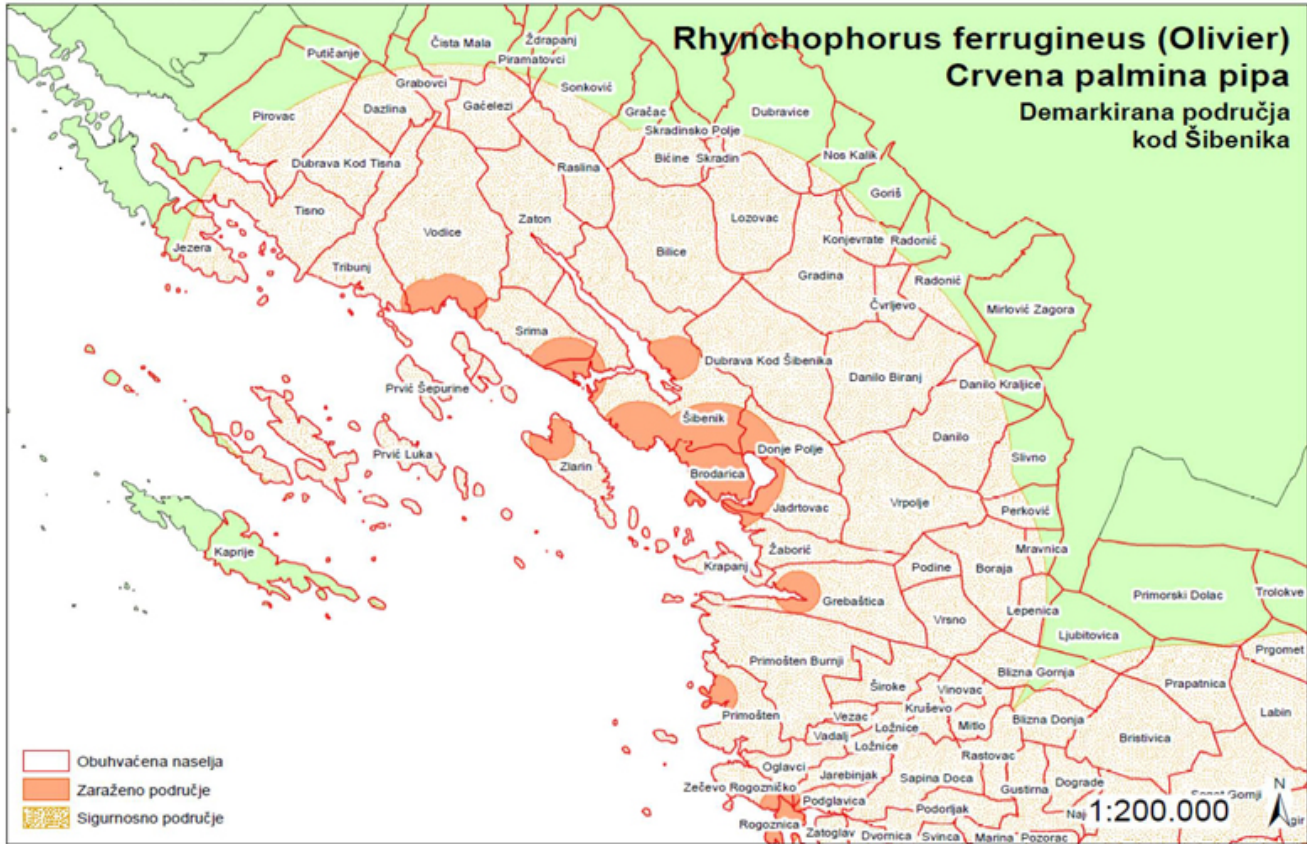 Rhynchophorus ferrugineus (Olivier)
Crvena palmina pipa
Demarkirana područja
kod Šibenika
Putičanje
Čista Mala
Ždrapanj
Piramatovci
Grabovci
Sonković
Pirovac
Dazlina
Gaćelezi
Gračac
Dubravice
Skradinsko Polje
Dubrava Kod Tisna
Raslina
Bićine
Skradin
Nos Kalik
Goriš
Tisno
Zaton
Lozovac
Jezera
Vodice
Bilice
Konjevrate
Radonić
Tribunj
Gradina
Radonić
Čvrljevo
Mirlović Zagora
Srima
Dubrava Kod Šibenika
Danilo Biranj
Danilo Kraljice
Prvić Šepurine
Šibenik
Danilo
Donje Polje
Slivno
Prvić Luka
Zlarin
Brodarica
Vrpolje
Jadrtovac
Perković
Kaprije
Žaborić
Mravnica
Krapanj
Podine
Boraja
Grebaštica
Lepenica
Primorski Dolac
Trolokve
Vrsno
Ljubitovica
Prgomet
Primošten Burnji
Blizna Gornja
Prapatnica
Široke
Vinovac
Kruševo
Labin
Primošten
Vezac
Ložnice
Mitlo
Blizna Donja
Bristivica
Vadalj
Ložnice
Rastovac
Oglavci
Jarebinjak
Sapina Doca
Dograde
Zečevo Rogozničko
Gustirna
Podglavica
Podorljak
Rogoznica
Zatoglav
Dvornica
Svinca
Marina
Pozorac
Obuhvaćena naselja
Zaraženo područje
Sigurnosno područje
N
1:200.000